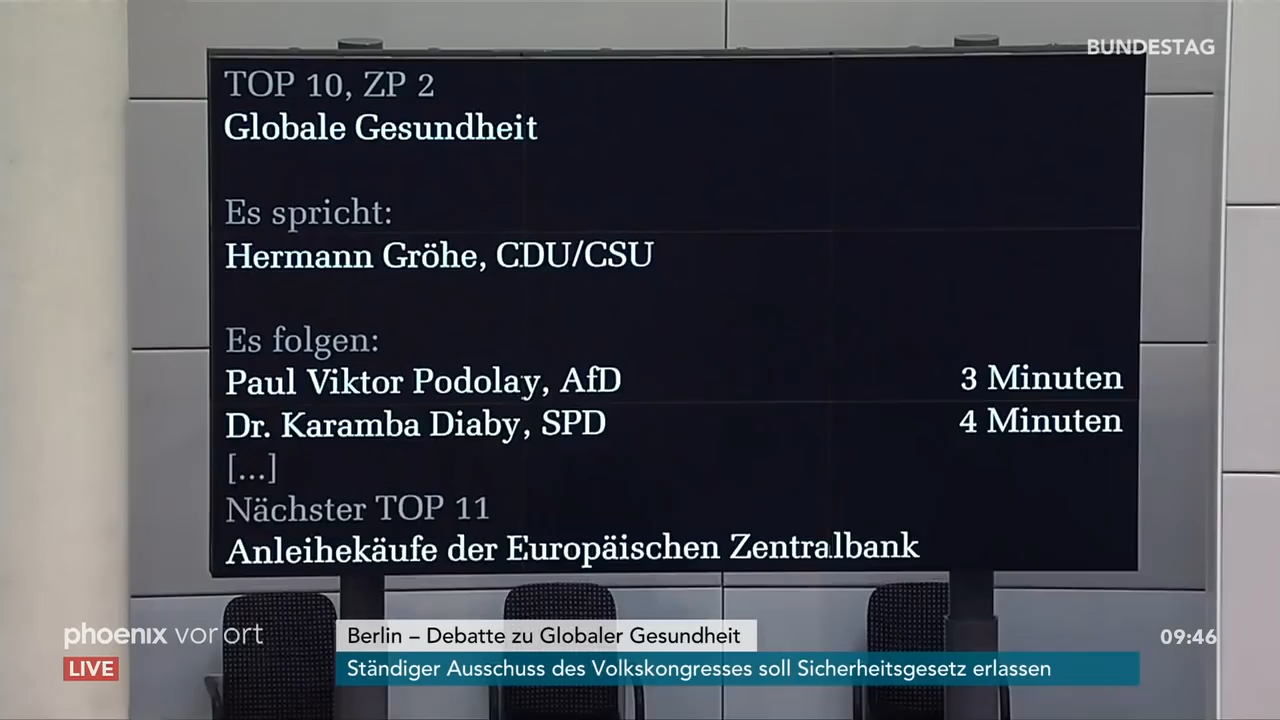 BUNDESTAG
TOP 10, ZP 2
Globale Gesundheit
Es spricht:
Hermann Gröhe, CDU/CSU
Es folgen:
Paul Viktor Podolay, AfD 3 Minuten
Dr. Karamba Diaby, SPD 4 Minuten
[...]
Nächster TOP 11
Anleihekäufe der Europäischen Zentralbank
phoenix vor ort
LIVE
Berlin – Debatte zu Globaler Gesundheit
09:46
Ständiger Ausschuss des Volkskongresses soll Sicherheitsgesetz erlassen